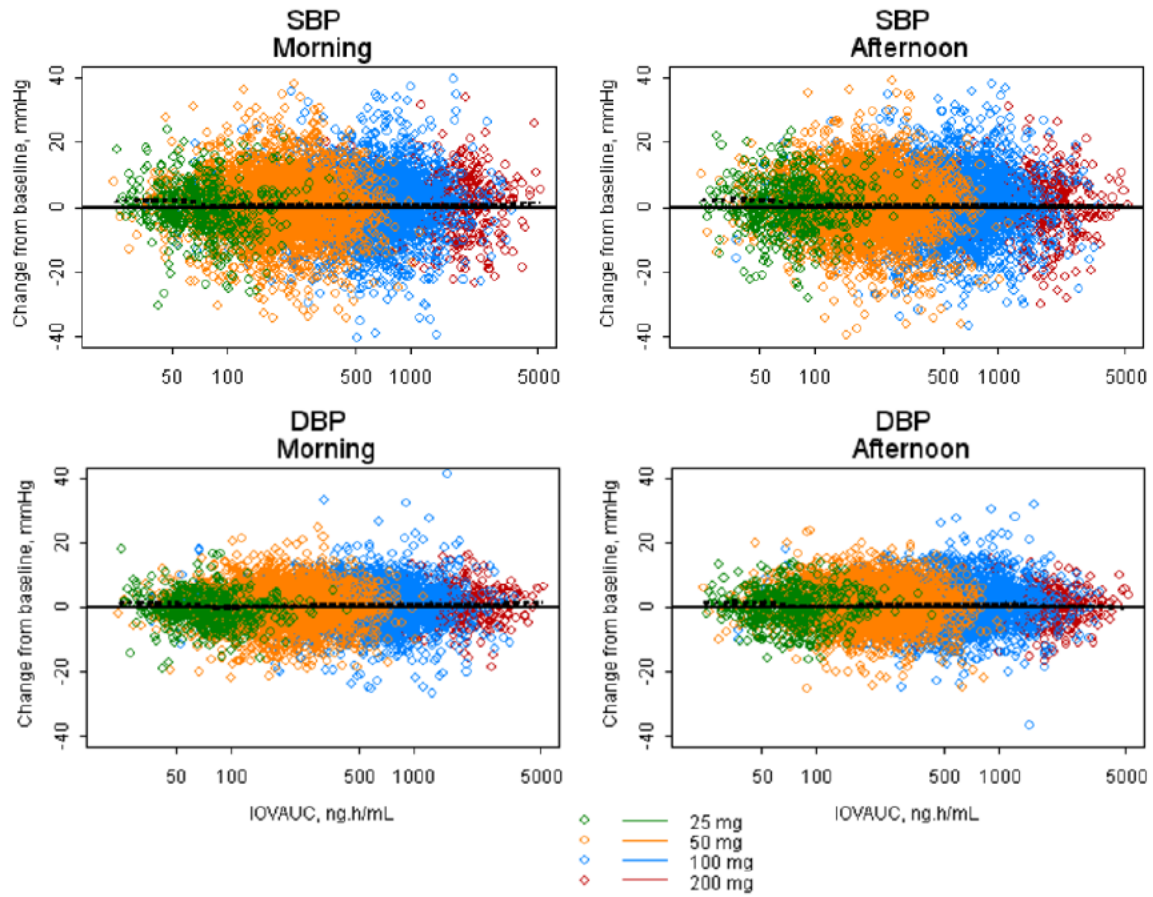 SBP
Morning
SBP
Afternoon
Change from baseline, mmHg
40
20
0
-20
-40
50 100 500 1000 5000
Change from baseline, mmHg
40
20
0
-20
-40
50 100 500 1000 5000
DBP
Morning
DBP
Afternoon
Change from baseline, mmHg
40
20
0
-20
-40
50 100 500 1000 5000
IOVAUC, ng.h/mL
Change from baseline, mmHg
40
20
0
-20
-40
50 100 500 1000 5000
IOVAUC, ng.h/mL
25 mg
50 mg
100 mg
200 mg